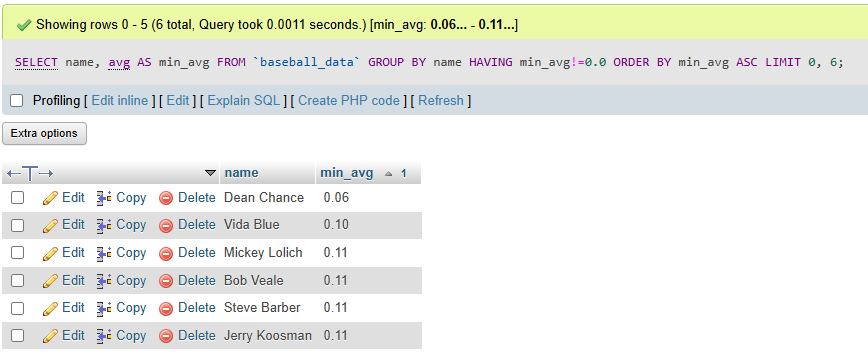 Showing rows 0 - 5 (6 total, Query took 0.0011 seconds.) [min_avg: 0.06... - 0.11...]
SELECT name, avg AS min_avg FROM `baseball_data` GROUP BY name HAVING min_avg!=0.0 ORDER BY min_avg ASC LIMIT 0, 6;
Profiling [ Edit inline ] [ Edit ] [ Explain SQL ] [ Create PHP code ] [ Refresh ]
Extra options
←T→ name min_avg 1
Edit Copy Delete Dean Chance 0.06
Edit Copy Delete Vida Blue 0.10
Edit Copy Delete Mickey Lolich 0.11
Edit Copy Delete Bob Veale 0.11
Edit Copy Delete Steve Barber 0.11
Edit Copy Delete Jerry Koosman 0.11